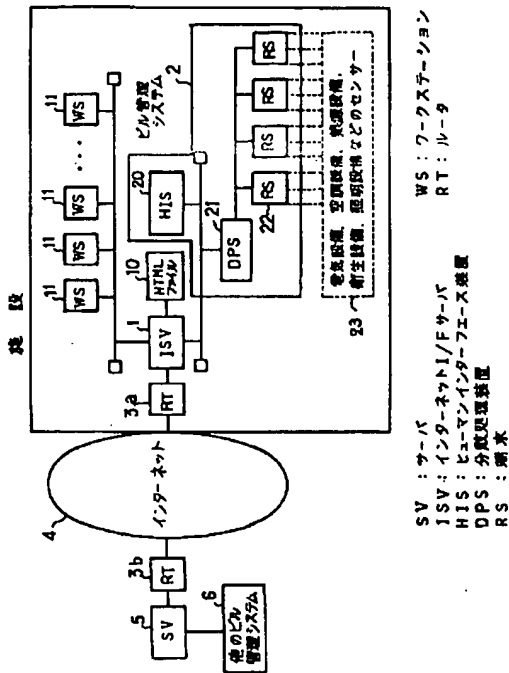 施 設
11
WS
11
WS
11
WS
...
11
WS
ビル管理
システム
2
20
HIS
10
HTML
ファイル
1
ISV
3a
RT
21
DPS
RS
RS
RS
RS
22
電気設備、空調設備、熱源設備、
衛生設備、照明設備などのセンサー
23
4
インターネット
3b
RT
5
SV
6
他のビル
管理システム
SV : サーバ
ISV : インターネットI/Fサーバ
HIS : ヒューマンインターフェース装置
DPS : 分散処理装置
RS : 端末
WS : ワークステーション
RT : ルータ